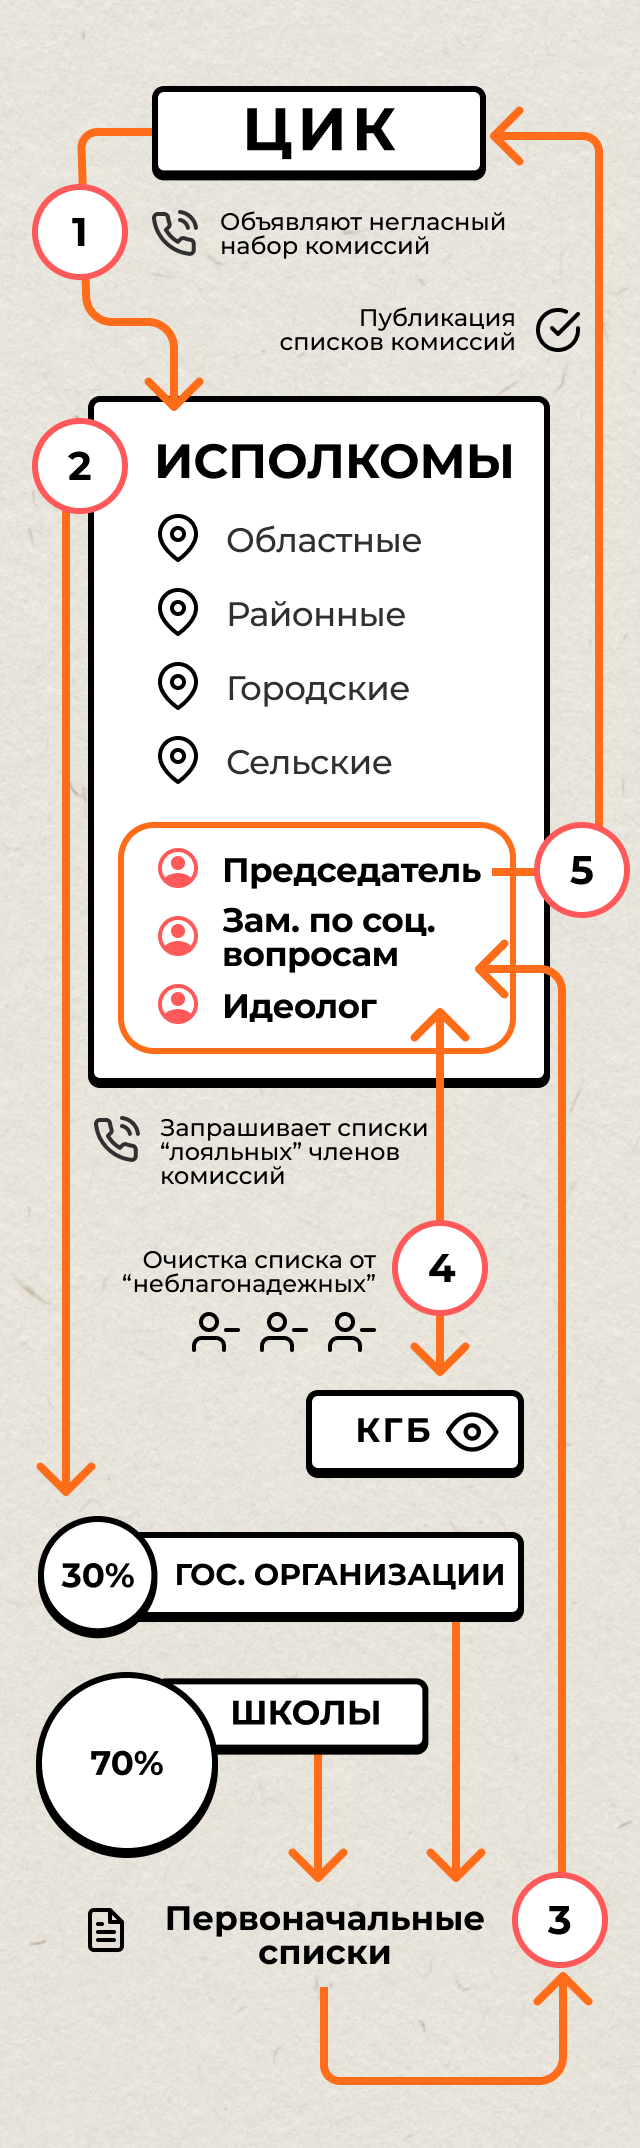 ЦИК
1
Объявляют негласный
набор комиссий
Публикация
списков комиссий
2
ИСПОЛКОМЫ
Областные
Районные
Городские
Сельские
Председатель
5
Зам. по соц.
вопросам
Идеолог
Запрашивает списки
“лояльных” членов
комиссий
Очистка списка от
“неблагонадежных”
4
КГБ
30%
ГОС. ОРГАНИЗАЦИИ
ШКОЛЫ
70%
Первоначальные
списки
3